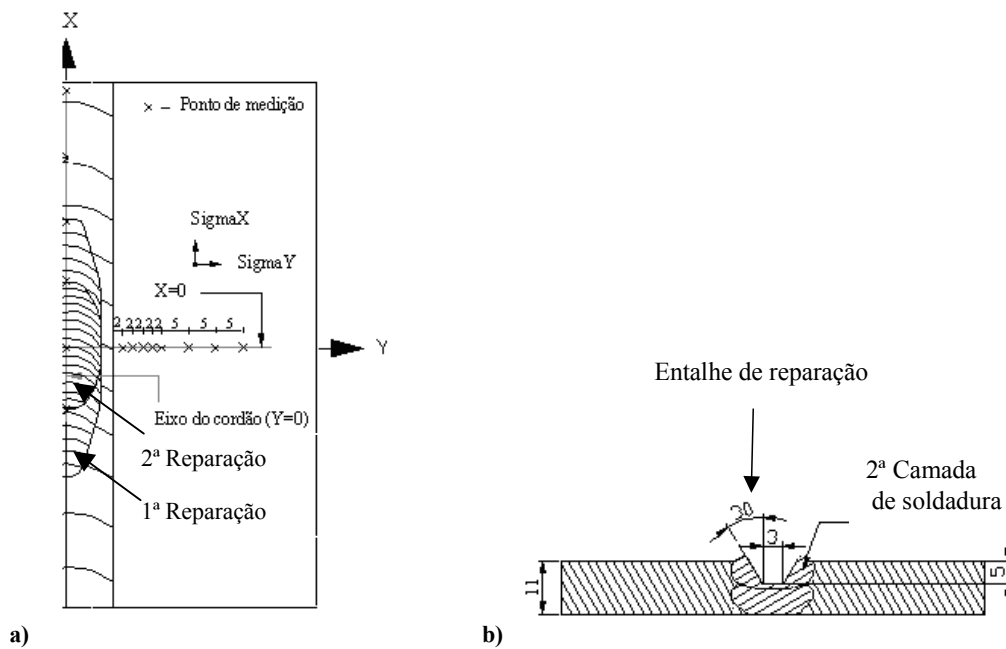 X
× – Ponto de medição
SigmaX
SigmaY
X=0
2 2 2 2 2 5 5 5
Y
Eixo do cordão (Y=0)
2ª Reparação
1ª Reparação
a)
Entalhe de reparação
2ª Camada
de soldadura
30
3
11
5
b)